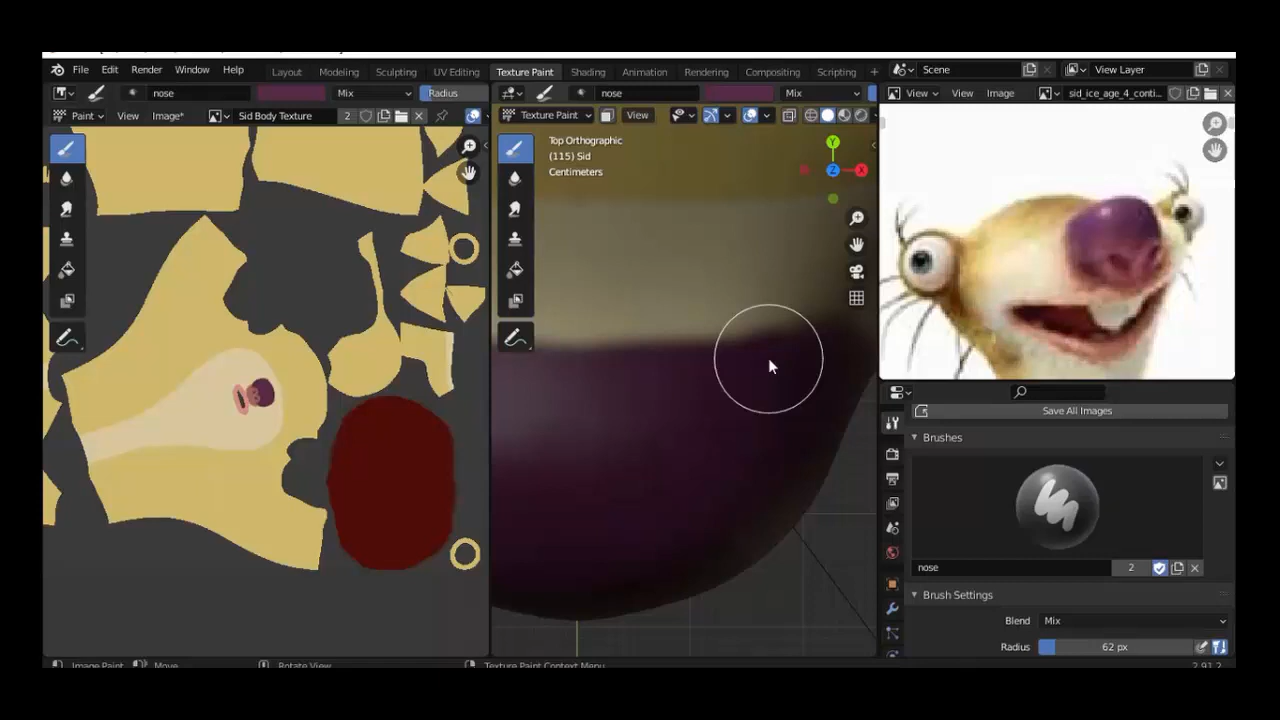 File Edit Render Window Help Layout Modeling Sculpting UV Editing Texture Paint Shading Animation Rendering Compositing Scripting + Scene View Layer
nose Mix Radius nose Mix View View Image sid_ice_age_4_conti...
Paint View Image* Sid Body Texture 2 Texture Paint View
Top Orthographic
(115) Sid
Centimeters
Y
Z
X
Save All Images
Brushes
nose 2
Brush Settings
Blend Mix
Radius 62 px
Image Paint Move Rotate View Texture Paint Context Menu 2.91.2